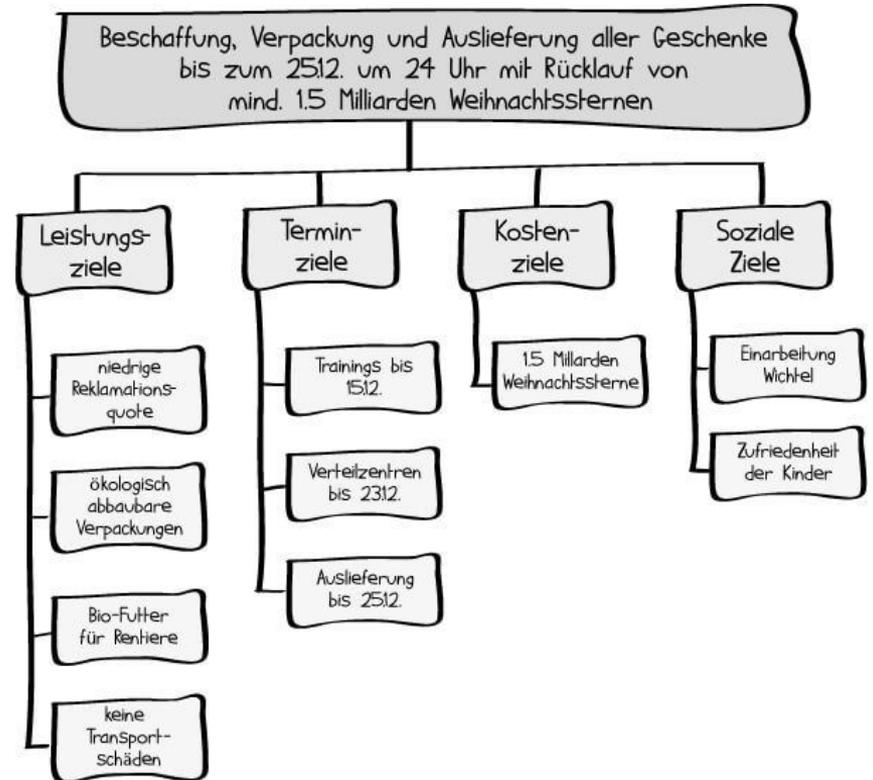 Beschaffung, Verpackung und Auslieferung aller Geschenke
bis zum 25.12. um 24 Uhr mit Rücklauf von
mind. 1.5 Milliarden Weihnachtssternen
Leistungs-
ziele
niedrige
Reklamations-
quote
ökologisch
abbaubare
Verpackungen
Bio-Futter
für Rentiere
keine
Transport-
schäden
Termin-
ziele
Trainings bis
15.12.
Verteilzentren
bis 23.12.
Auslieferung
bis 25.12.
Kosten-
ziele
1.5 Millarden
Weihnachtssterne
Soziale
Ziele
Einarbeitung
Wichtel
Zufriedenheit
der Kinder